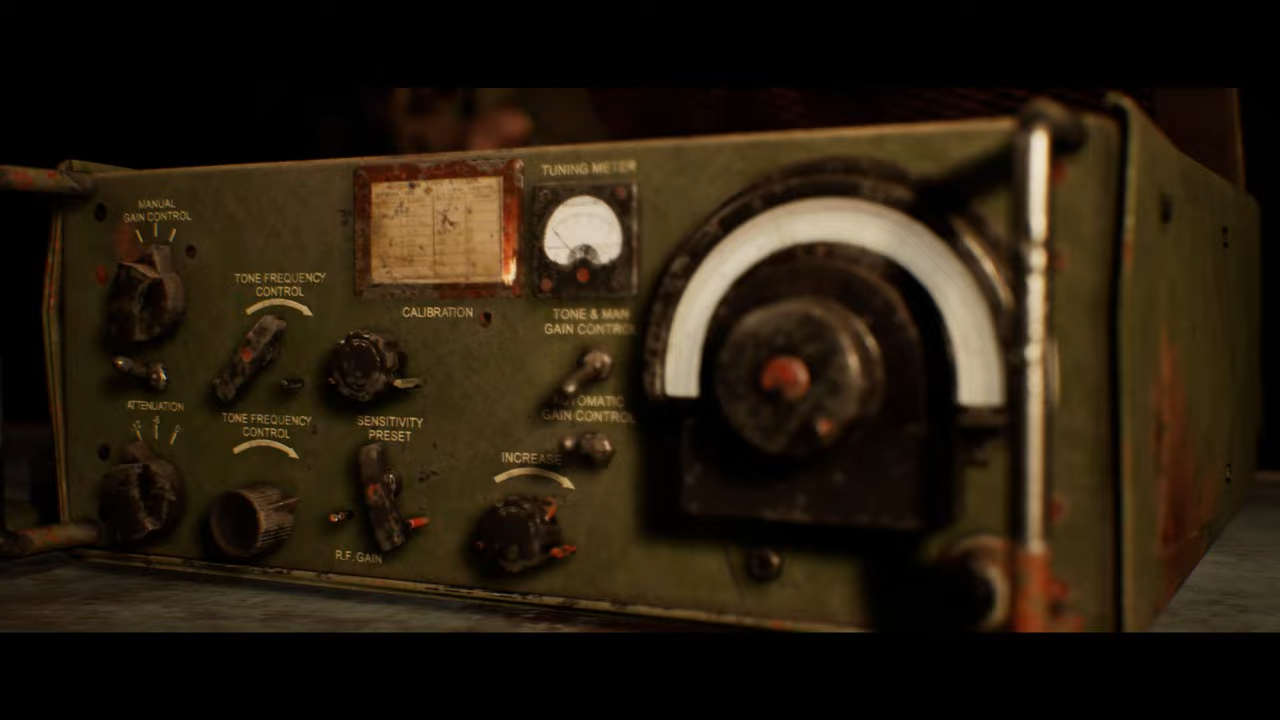 MANUAL
GAIN CONTROL
TONE FREQUENCY
CONTROL
CALIBRATION
TUNING METER
TONE & MAN
GAIN CONTROL
AUTOMATIC
GAIN CONTROL
ATTENUATION
TONE FREQUENCY
CONTROL
SENSITIVITY
PRESET
INCREASE
R.F. GAIN